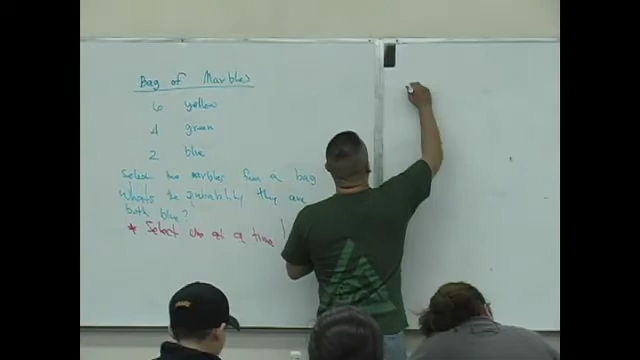 Bag of Marbles
6 yellow
4 green
2 blue
Select two marbles from a bag
What's the probability they are
both blue?
* Select one at a time